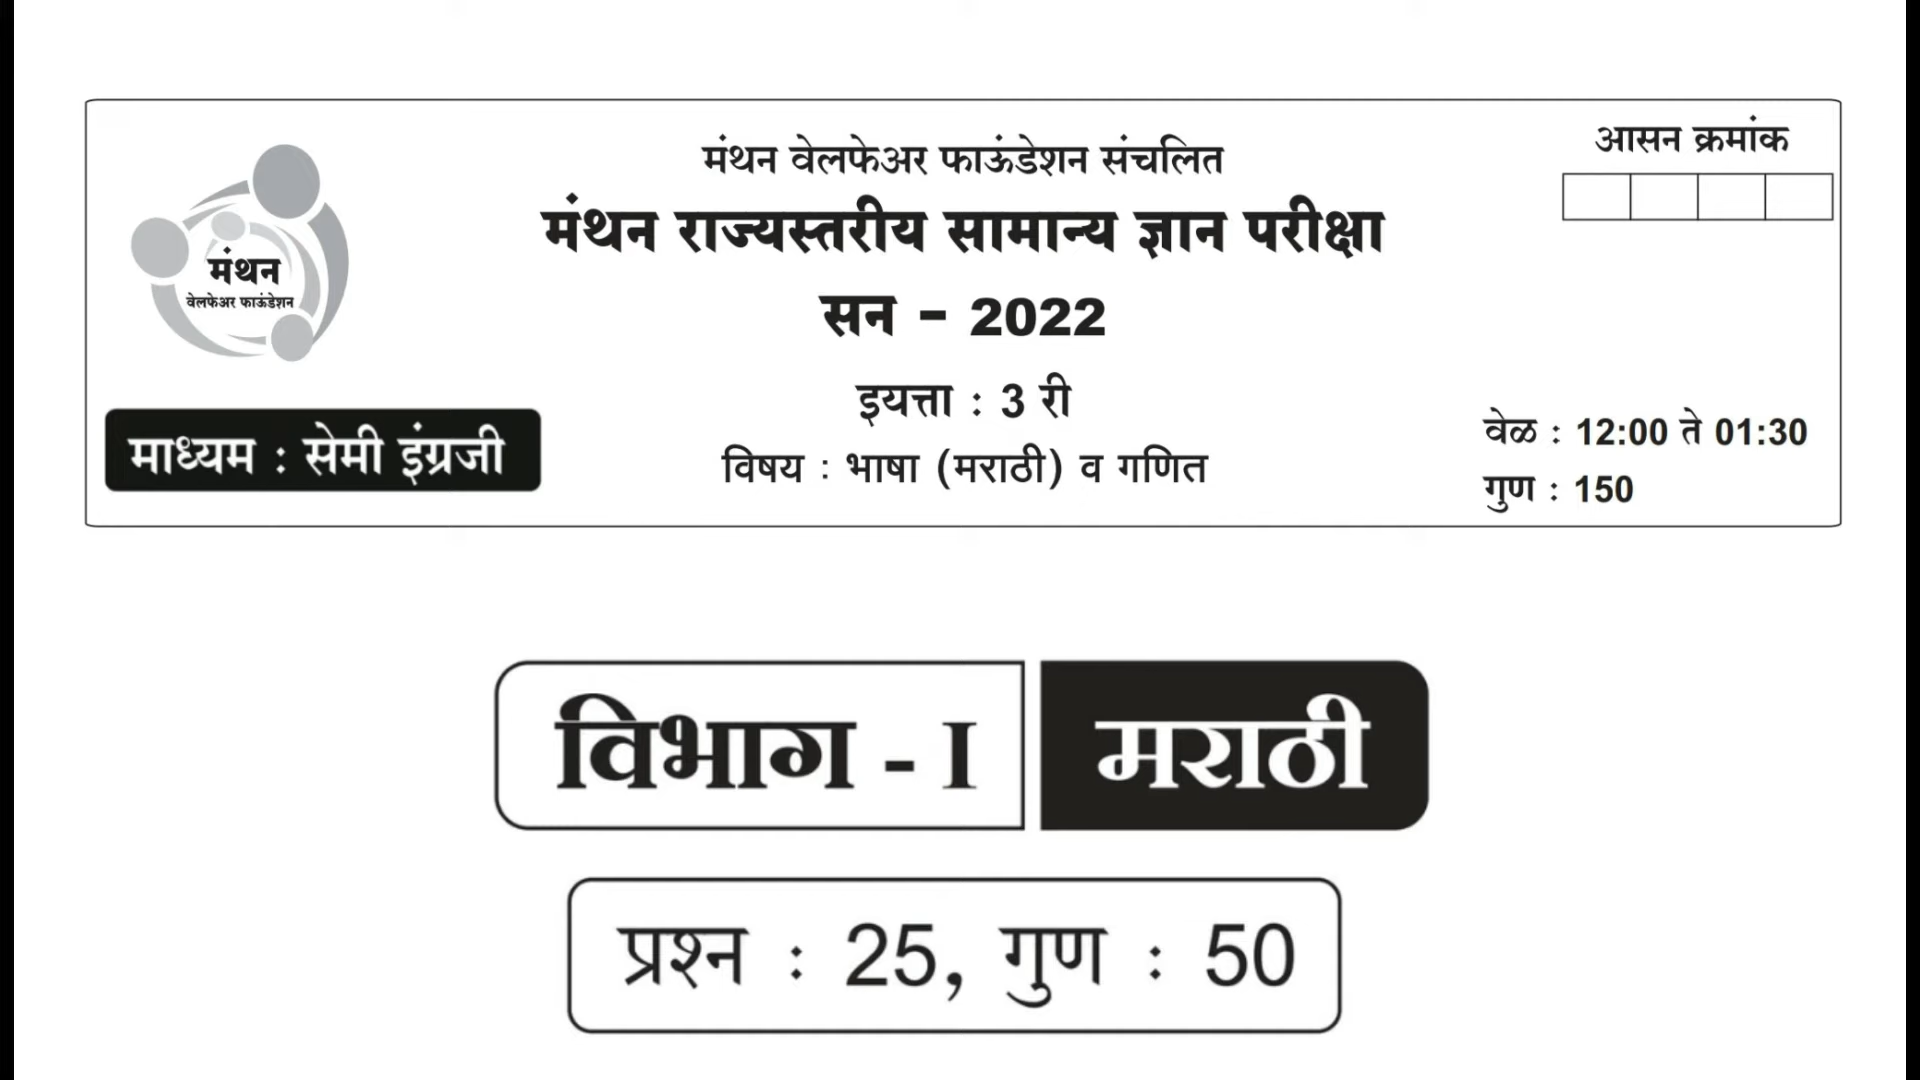 मंथन वेलफेअर फाऊंडेशन संचलित
मंथन राज्यस्तरीय सामान्य ज्ञान परीक्षा
सन - 2022
इयत्ता : 3 री
विषय : भाषा (मराठी) व गणित
आसन क्रमांक
मंथन
वेलफेअर फाऊंडेशन
माध्यम : सेमी इंग्रजी
वेळ : 12:00 ते 01:30
गुण : 150
विभाग - I मराठी
प्रश्न : 25, गुण : 50